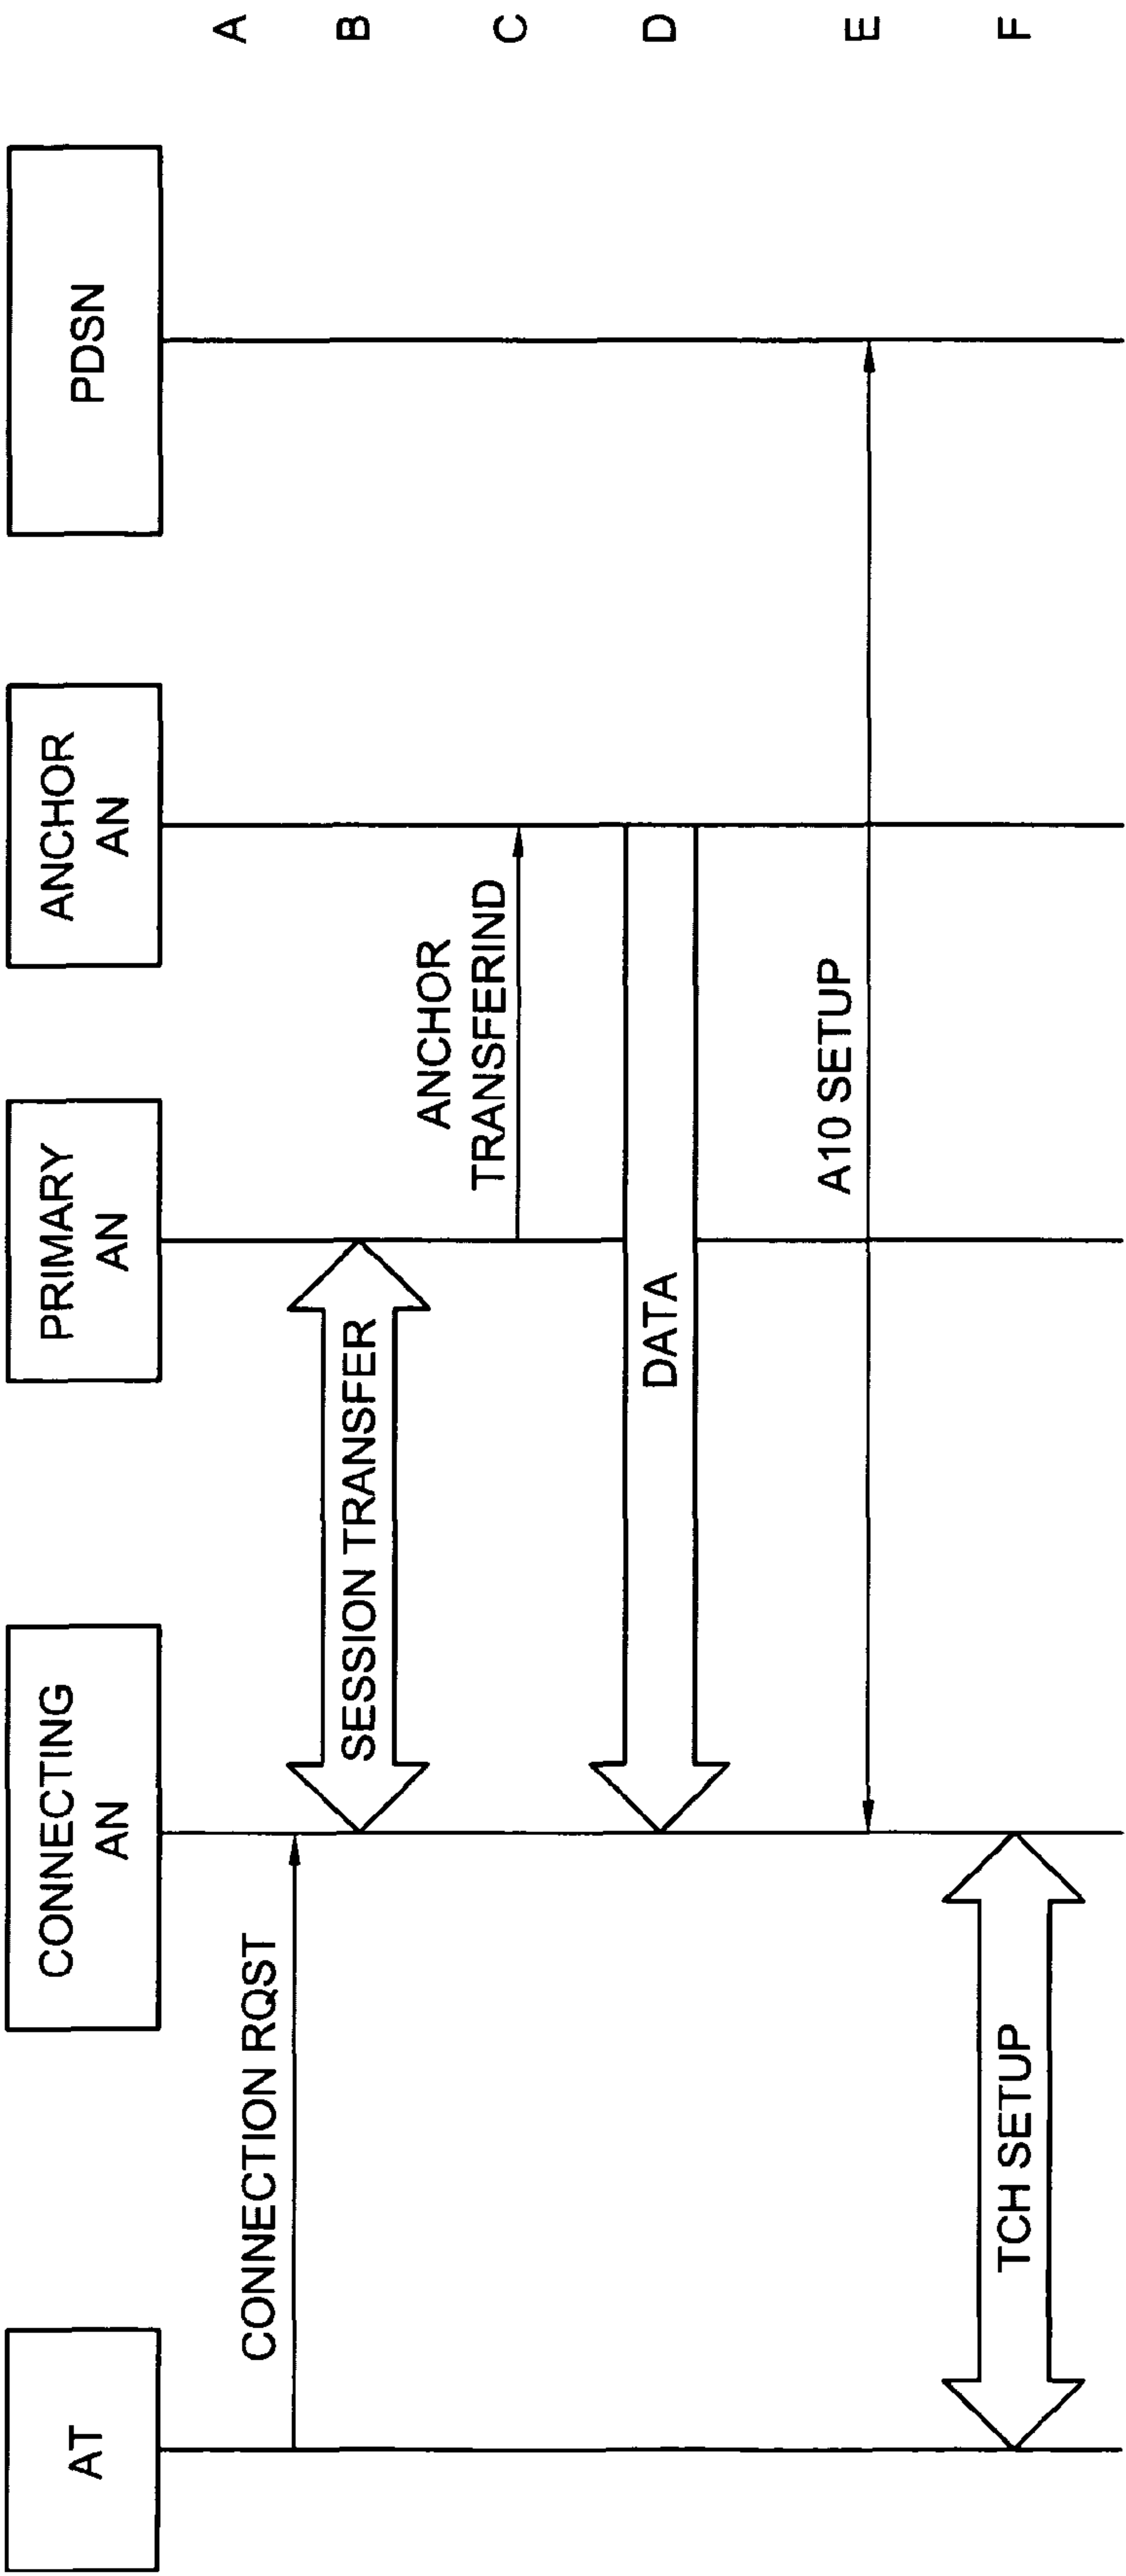 AT
CONNECTING
AN
PRIMARY
AN
ANCHOR
AN
PDSN
CONNECTION RQST
A
SESSION TRANSFER
B
ANCHOR
TRANSFERIND
C
DATA
D
A10 SETUP
E
TCH SETUP
F